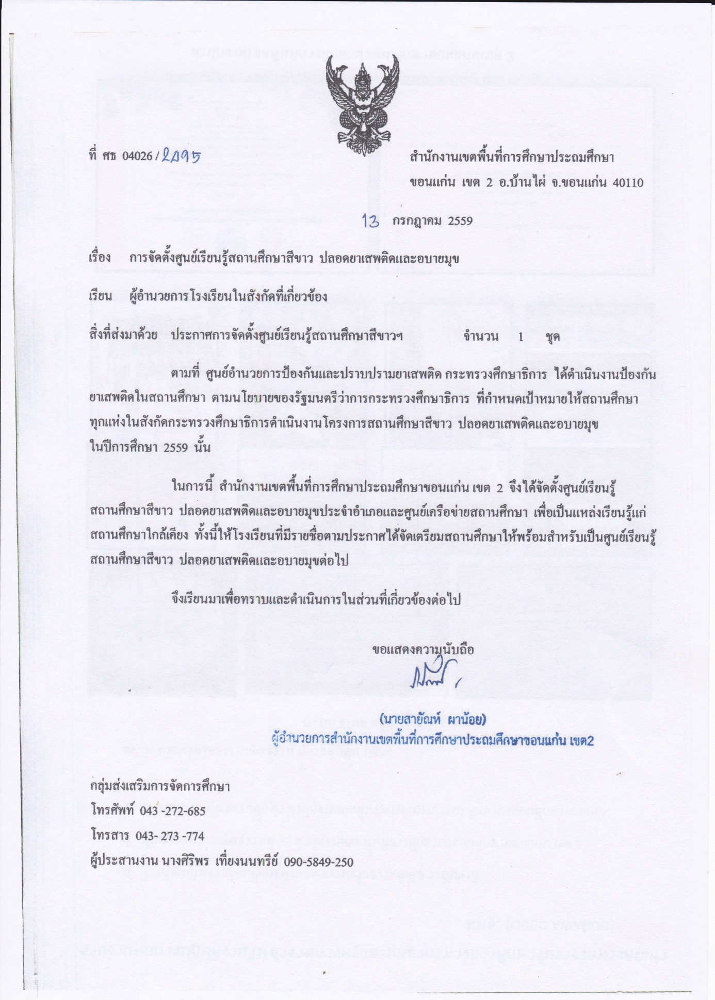 ที่ ศธ 04026 / 2495
สำนักงานเขตพื้นที่การศึกษาประถมศึกษา
ขอนแก่น เขต 2 อ.บ้านไผ่ จ.ขอนแก่น 40110
13 กรกฎาคม 2559
เรื่อง การจัดตั้งศูนย์เรียนรู้สถานศึกษาสีขาว ปลอดยาเสพติดและอบายมุข
เรียน ผู้อำนวยการโรงเรียนในสังกัดที่เกี่ยวข้อง
สิ่งที่ส่งมาด้วย ประกาศการจัดตั้งศูนย์เรียนรู้สถานศึกษาสีขาวฯ จำนวน 1 ชุด
ตามที่ ศูนย์อำนวยการป้องกันและปราบปรามยาเสพติด กระทรวงศึกษาธิการ ได้ดำเนินงานป้องกัน
ยาเสพติดในสถานศึกษา ตามนโยบายของรัฐมนตรีว่าการกระทรวงศึกษาธิการ ที่กำหนดเป้าหมายให้สถานศึกษา
ทุกแห่งในสังกัดกระทรวงศึกษาธิการดำเนินงานโครงการสถานศึกษาสีขาว ปลอดยาเสพติดและอบายมุข
ในปีการศึกษา 2559 นั้น
ในการนี้ สำนักงานเขตพื้นที่การศึกษาประถมศึกษาขอนแก่น เขต 2 จึงได้จัดตั้งศูนย์เรียนรู้
สถานศึกษาสีขาว ปลอดยาเสพติดและอบายมุขประจำอำเภอและศูนย์เครือข่ายสถานศึกษา เพื่อเป็นแหล่งเรียนรู้แก่
สถานศึกษาใกล้เคียง ทั้งนี้ให้โรงเรียนที่มีรายชื่อตามประกาศได้จัดเตรียมสถานศึกษาให้พร้อมสำหรับเป็นศูนย์เรียนรู้
สถานศึกษาสีขาว ปลอดยาเสพติดและอบายมุขต่อไป
จึงเรียนมาเพื่อทราบและดำเนินการในส่วนที่เกี่ยวข้องต่อไป
ขอแสดงความนับถือ
(นายสายัณห์ ผาน้อย)
ผู้อำนวยการสำนักงานเขตพื้นที่การศึกษาประถมศึกษาขอนแก่น เขต2
กลุ่มส่งเสริมการจัดการศึกษา
โทรศัพท์ 043 -272-685
โทรสาร 043- 273 -774
ผู้ประสานงาน นางศิริพร เที่ยงนนทรีย์ 090-5849-250